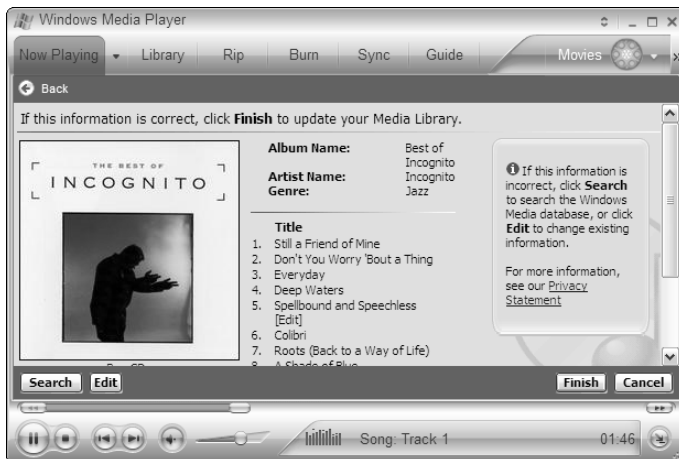 Windows Media Player
Now Playing Library Rip Burn Sync Guide Movies »
Back
If this information is correct, click Finish to update your Media Library.
THE BEST OF
INCOGNITO
Album Name: Best of
Incognito
Artist Name: Incognito
Genre: Jazz
Title
1. Still a Friend of Mine
2. Don't You Worry 'Bout a Thing
3. Everyday
4. Deep Waters
5. Spellbound and Speechless
[Edit]
6. Colibri
7. Roots (Back to a Way of Life)
8. A Shade of Blue
If this information is
incorrect, click Search
to search the Windows
Media database, or click
Edit to change existing
information.
For more information,
see our Privacy
Statement
Search Edit Finish Cancel
Song: Track 1 01:46